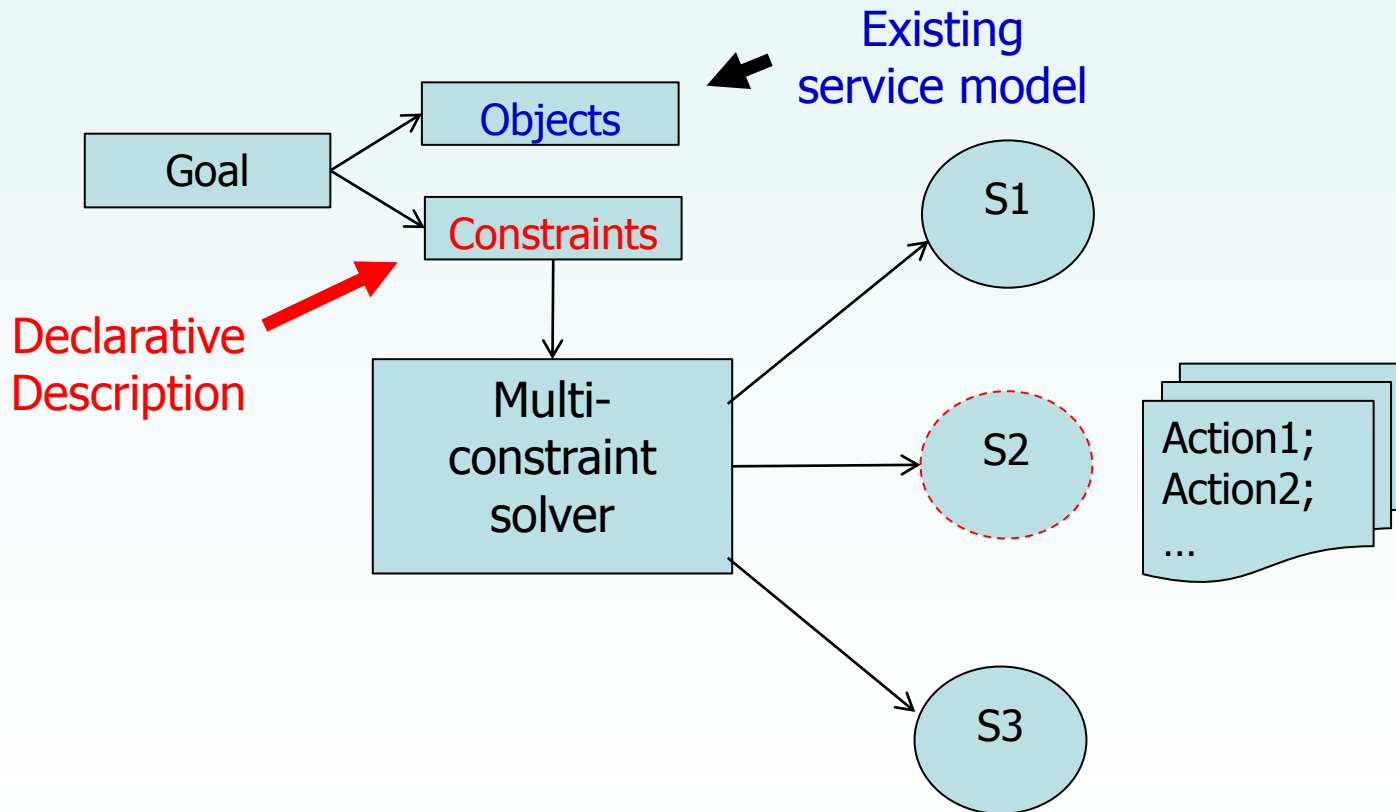 Existing
service model
Objects
Goal
Constraints
Declarative
Description
Multi-
constraint
solver
S1
S2
S3
Action1;
Action2;
…